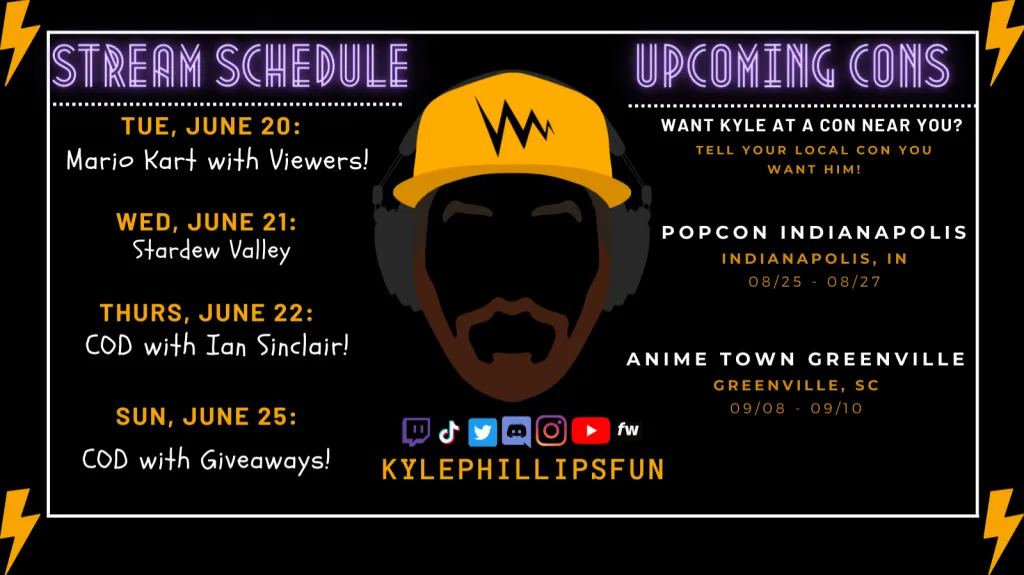 STREAM SCHEDULE
TUE, JUNE 20:
Mario Kart with Viewers!
WED, JUNE 21:
Stardew Valley
THURS, JUNE 22:
COD with Ian Sinclair!
SUN, JUNE 25:
COD with Giveaways!
fw
KYLEPHILLIPSFUN
UPCOMING CONS
WANT KYLE AT A CON NEAR YOU?
TELL YOUR LOCAL CON YOU
WANT HIM!
POPCON INDIANAPOLIS
INDIANAPOLIS, IN
08/25 - 08/27
ANIME TOWN GREENVILLE
GREENVILLE, SC
09/08 - 09/10